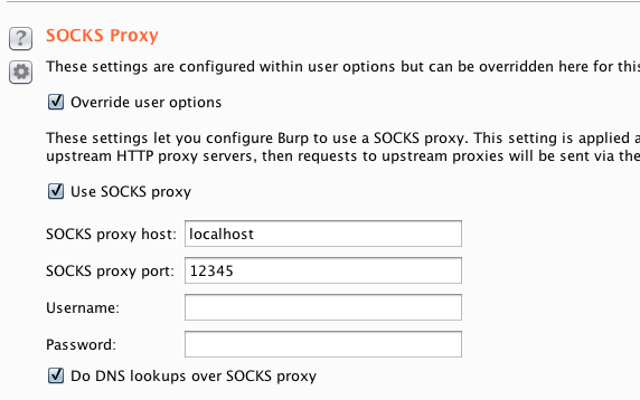 SOCKS Proxy
These settings are configured within user options but can be overridden here for this
Override user options
These settings let you configure Burp to use a SOCKS proxy. This setting is applied a
upstream HTTP proxy servers, then requests to upstream proxies will be sent via the
Use SOCKS proxy
SOCKS proxy host: localhost
SOCKS proxy port: 12345
Username:
Password:
Do DNS lookups over SOCKS proxy